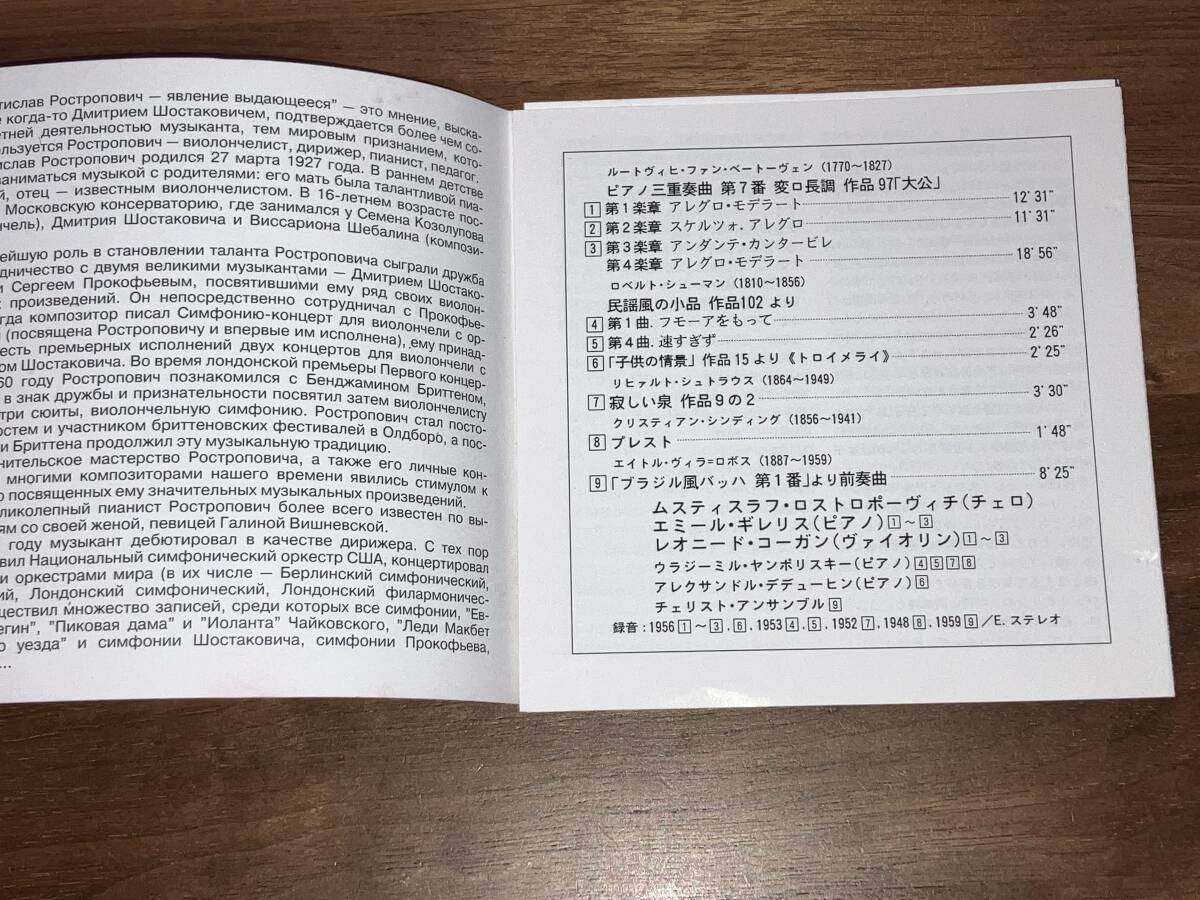 тислав Ростропович — явление выдающееся" — это мнение, выска-
когда-то Дмитрием Шостаковичем, подтверждается более чем со-
етней деятельностью музыканта, тем мировым признанием, кото-
льзуется Ростропович — виолончелист, дирижер, пианист, педагог.
ислав Ростропович родился 27 марта 1927 года. В раннем детстве
заниматься музыкой с родителями: его мать была талантливой пиа-
й, отец — известным виолончелистом. В 16-летнем возрасте пос-
Московскую консерваторию, где занимался у Семена Козолупова
нчель), Дмитрия Шостаковича и Виссариона Шебалина (компози-
ейшую роль в становлении таланта Ростроповича сыграли дружба
дничество с двумя великими музыкантами — Дмитрием Шостако-
и Сергеем Прокофьевым, посвятившими ему ряд своих виолон-
х произведений. Он непосредственно сотрудничал с Прокофье-
гда композитор писал Симфонию-концерт для виолончели с ор-
(посвящена Ростроповичу и впервые им исполнена), ему принад-
есть премьерных исполнений двух концертов для виолончели с
ом Шостаковича. Во время лондонской премьеры Первого концер-
60 году Ростропович познакомился с Бенджамином Бриттеном,
в знак дружбы и признательности посвятил затем виолончелисту
три сюиты, виолончельную симфонию. Ростропович стал посто-
остем и участником бриттеновских фестивалей в Олдборо, а пос-
и Бриттена продолжил эту музыкальную традицию.
нительское мастерство Ростроповича, а также его личные кон-
многими композиторами нашего времени явились стимулом к
ю посвященных ему значительных музыкальных произведений.
ликолепный пианист Ростропович более всего известен по вы-
ям со своей женой, певицей Галиной Вишневской.
году музыкант дебютировал в качестве дирижера. С тех пор
вил Национальный симфонический оркестр США, концертировал
и оркестрами мира (в их числе — Берлинский симфонический,
ий, Лондонский симфонический, Лондонский филармоничес-
ществил множество записей, среди которых все симфонии, "Ев-
егин", "Пиковая дама" и "Иоланта" Чайковского, "Леди Макбет
о уезда" и симфонии Шостаковича, симфонии Прокофьева,
...
ルートヴィヒ・ファン・ベートーヴェン (1770〜1827)
ピアノ三重奏曲 第7番 変ロ長調 作品97「大公」
1 第1楽章 アレグロ・モデラート 12'31"
2 第2楽章 スケルツォ. アレグロ 11'31"
3 第3楽章 アンダンテ・カンタービレ
第4楽章 アレグロ・モデラート 18'56"
ロベルト・シューマン (1810〜1856)
民謡風の小品 作品102 より
4 第1曲. フモーアをもって 3'48"
5 第4曲. 速すぎず 2'26"
6 「子供の情景」作品15より《トロイメライ》 2'25"
リヒァルト・シュトラウス (1864〜1949)
7 寂しい泉 作品9の2 3'30"
クリスティアン・シンディング (1856〜1941)
8 プレスト 1'48"
エイトル・ヴィラ=ロボス (1887〜1959)
9 「ブラジル風バッハ 第1番」より前奏曲 8'25"
ムスティスラフ・ロストロポーヴィチ(チェロ)
エミール・ギレリス(ピアノ)1〜3
レオニード・コーガン(ヴァイオリン)1〜3
ウラジーミル・ヤンポリスキー(ピアノ)4578
アレクサンドル・デデューヒン(ピアノ)6
チェリスト・アンサンブル9
録音:1956 1〜3, 6, 1953 4, 5, 1952 7, 1948 8, 1959 9/E. ステレオ